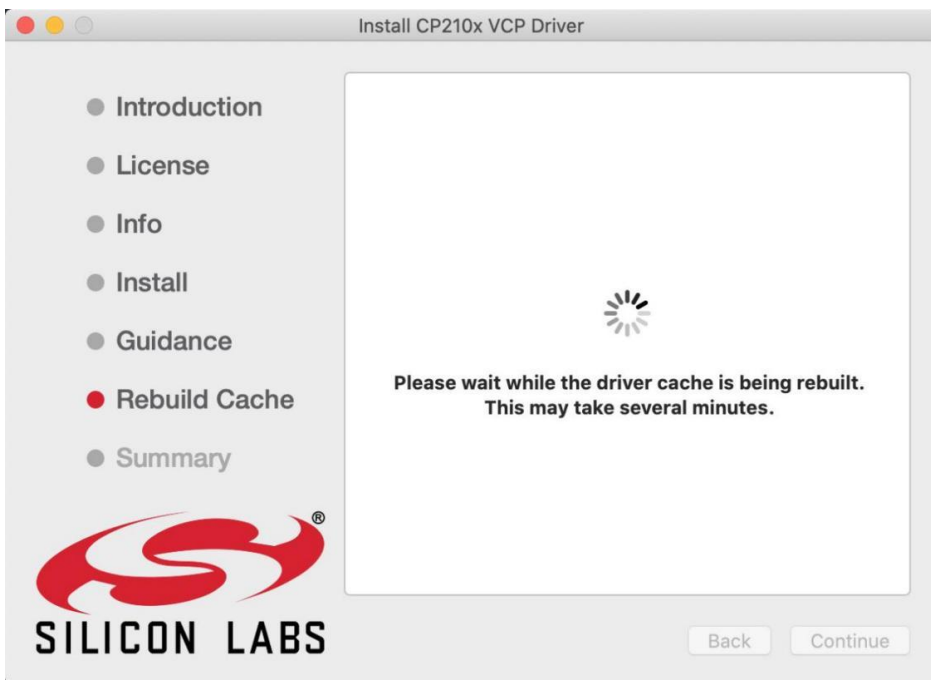 Install CP210x VCP Driver
Introduction
License
Info
Install
Guidance
Rebuild Cache
Summary
Please wait while the driver cache is being rebuilt.
This may take several minutes.
®
SILICON LABS
Back
Continue